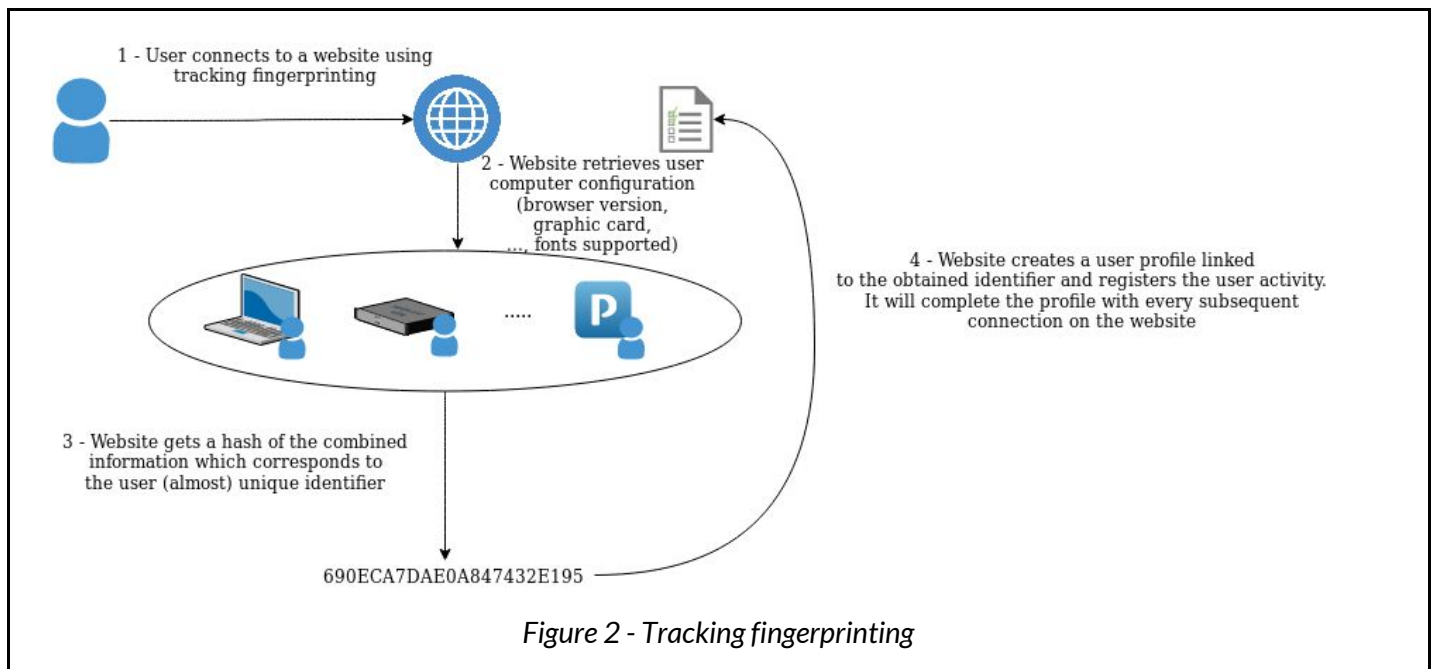 1 - User connects to a website using
tracking fingerprinting
2 - Website retrieves user
computer configuration
(browser version,
graphic card,
..., fonts supported)
.....
P
4 - Website creates a user profile linked
to the obtained identifier and registers the user activity.
It will complete the profile with every subsequent
connection on the website
3 - Website gets a hash of the combined
information which corresponds to
the user (almost) unique identifier
690ECA7DAE0A847432E195
Figure 2 - Tracking fingerprinting